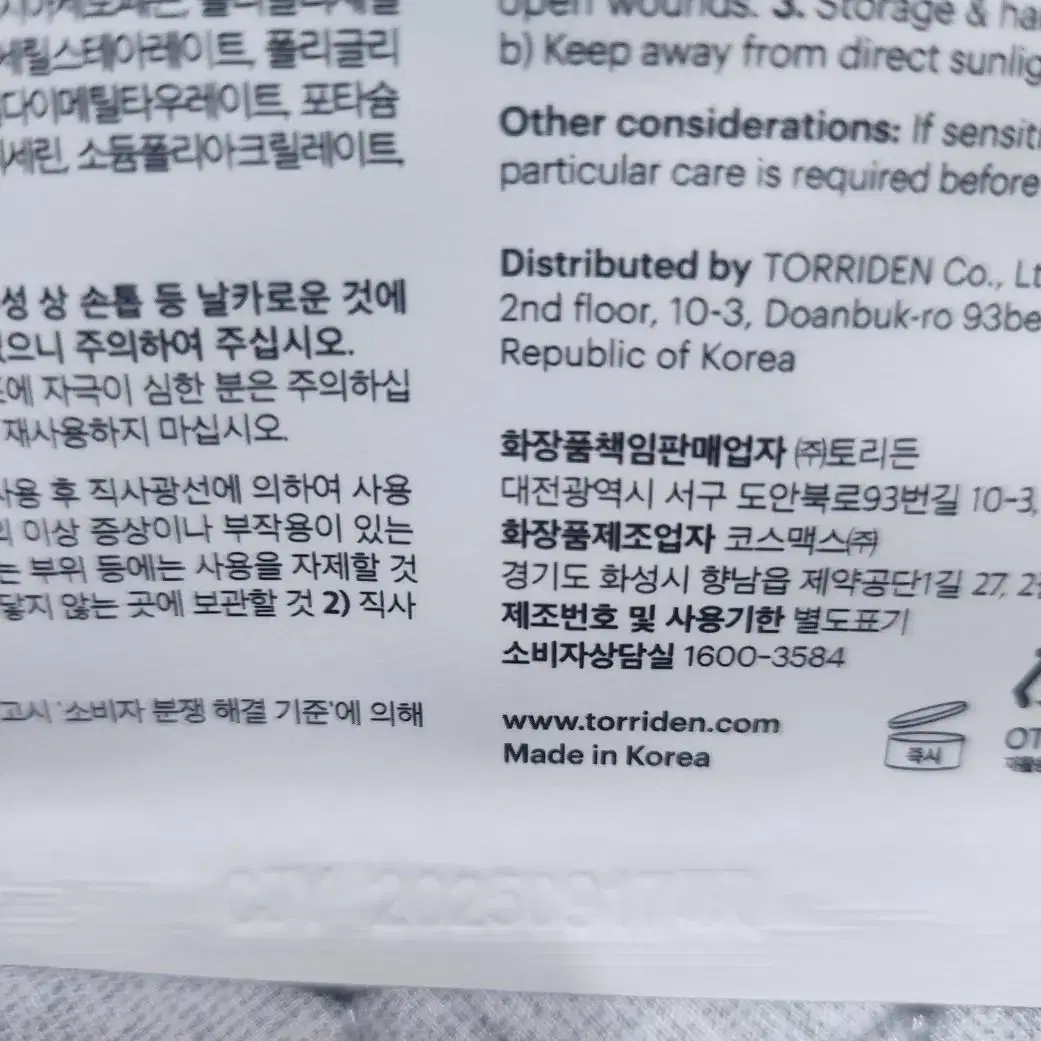 세릴스테아레이트, 폴리글리
다이메틸타우레이트, 포타슘
세린, 소듐폴리아크릴레이트,
성 상 손톱 등 날카로운 것에
으니 주의하여 주십시오.
에 자극이 심한 분은 주의하십
재사용하지 마십시오.
사용 후 직사광선에 의하여 사용
이상 증상이나 부작용이 있는
는 부위 등에는 사용을 자제할 것
닿지 않는 곳에 보관할 것 2) 직사
고시 '소비자 분쟁 해결 기준'에 의해
open wounds. 3. Storage & ha
b) Keep away from direct sunlig
Other considerations: If sensiti
particular care is required before
Distributed by TORRIDEN Co., Lt
2nd floor, 10-3, Doanbuk-ro 93be
Republic of Korea
화장품책임판매업자 ㈜토리든
대전광역시 서구 도안북로93번길 10-3,
화장품제조업자 코스맥스㈜
경기도 화성시 향남읍 제약공단1길 27, 2
제조번호 및 사용기한 별도표기
소비자상담실 1600-3584
www.torriden.com
Made in Korea
즉시
OT